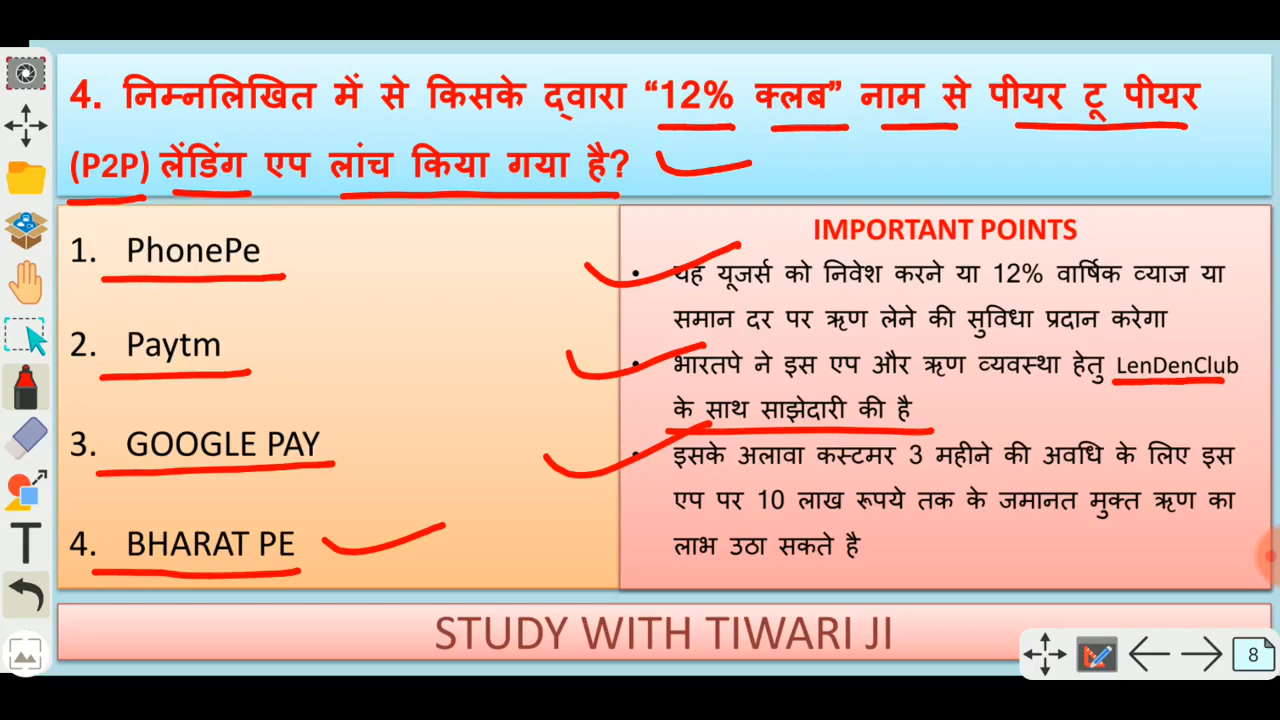 4. निम्नलिखित में से किसके द्वारा “12% क्लब” नाम से पीयर टू पीयर
(P2P) लेंडिंग एप लांच किया गया है?
1. PhonePe
2. Paytm
3. GOOGLE PAY
4. BHARAT PE
IMPORTANT POINTS
• यह यूजर्स को निवेश करने या 12% वार्षिक व्याज या
समान दर पर ऋण लेने की सुविधा प्रदान करेगा
• भारतपे ने इस एप और ऋण व्यवस्था हेतु LenDenClub
के साथ साझेदारी की है
• इसके अलावा कस्टमर 3 महीने की अवधि के लिए इस
एप पर 10 लाख रूपये तक के जमानत मुक्त ऋण का
लाभ उठा सकते है
STUDY WITH TIWARI JI
8